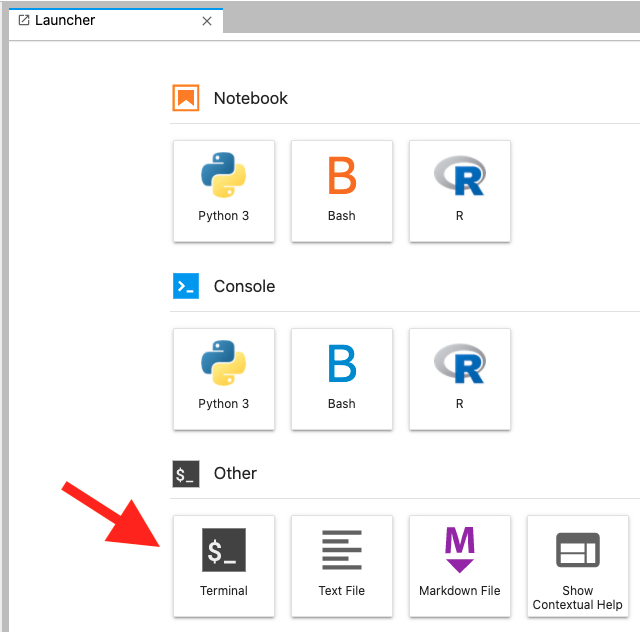 Launcher
Notebook
Python 3
B
Bash
R
R
>_
Console
Python 3
B
Bash
R
R
$_
Other
$_
Terminal
Text File
M
Markdown File
Show
Contextual Help